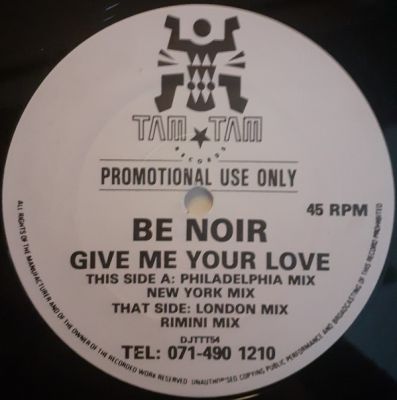 TAM ★ TAM
RECORDS
PROMOTIONAL USE ONLY
45 RPM
BE NOIR
GIVE ME YOUR LOVE
THIS SIDE A: PHILADELPHIA MIX
NEW YORK MIX
THAT SIDE: LONDON MIX
RIMINI MIX
DJTTT54
TEL: 071-490 1210
ALL RIGHTS OF THE MANUFACTURER AND OF THE OWNER OF THE RECORDED WORK RESERVED. UNAUTHORISED COPYING PUBLIC PERFORMANCE AND BROADCASTING OF THIS RECORD PROHIBITED